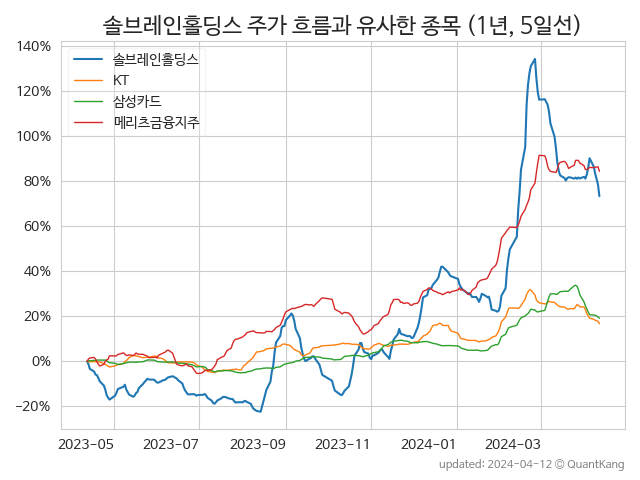 솔브레인홀딩스 주가 흐름과 유사한 종목 (1년, 5일선)
140%
120%
100%
80%
60%
40%
20%
0%
−20%
솔브레인홀딩스
KT
삼성카드
메리츠금융지주
2023-05
2023-07
2023-09
2023-11
2024-01
2024-03
updated: 2024-04-12 © QuantKang